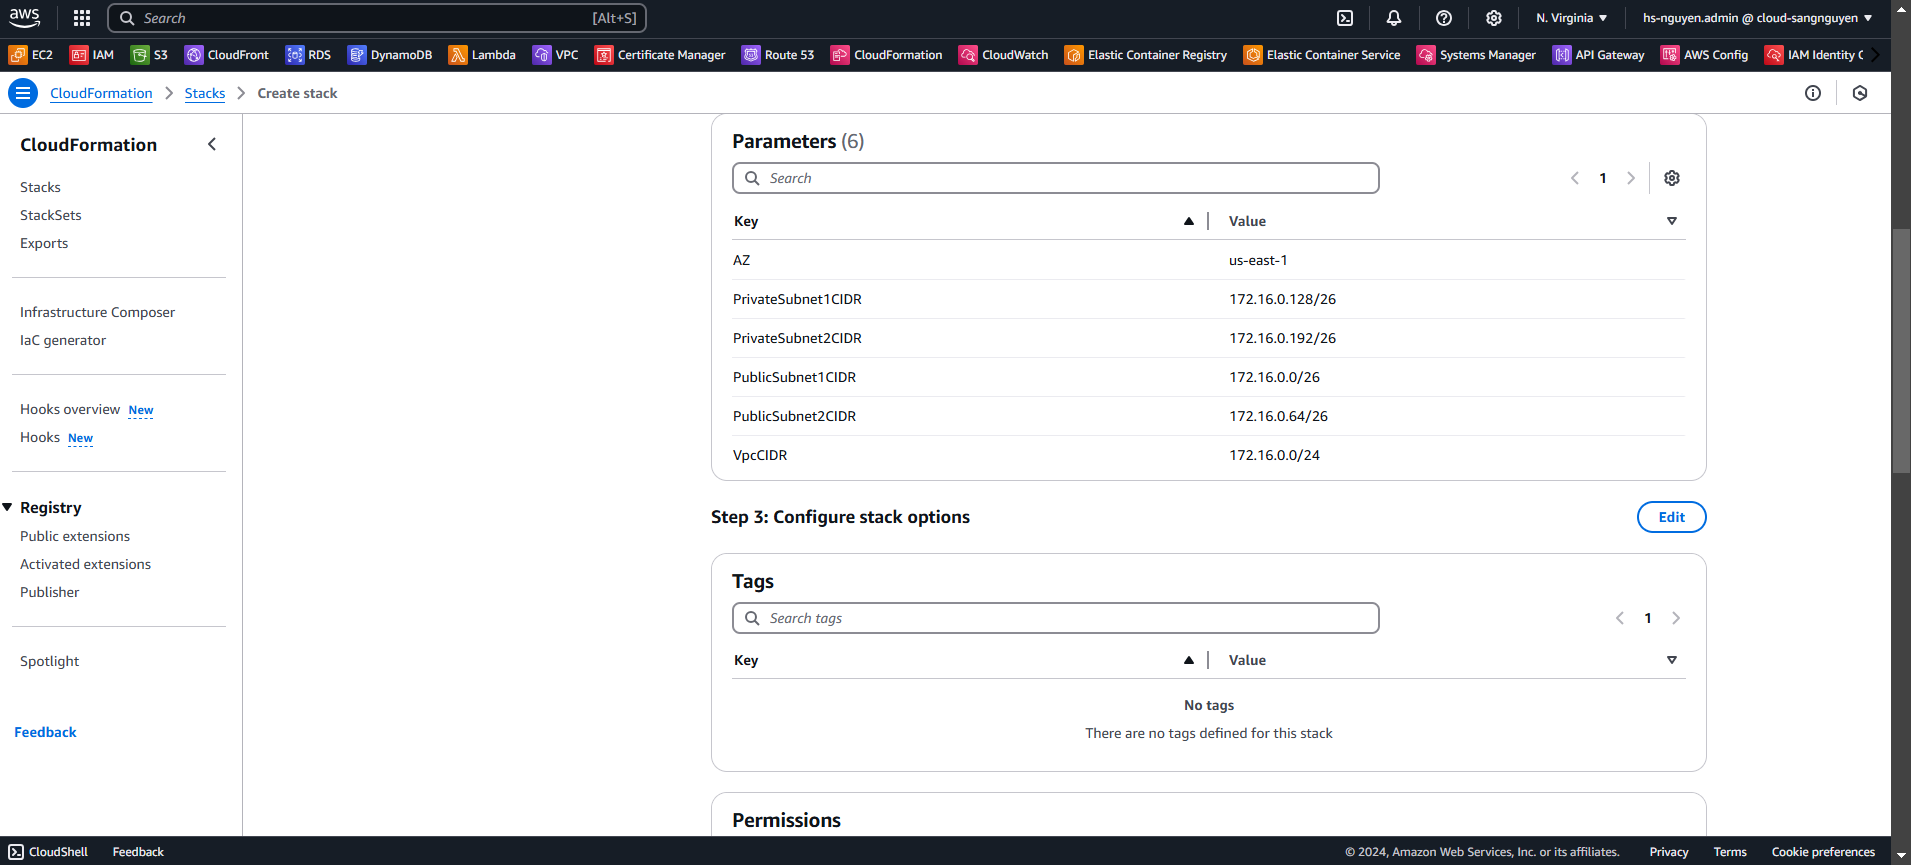 aws Search [Alt+S] N. Virginia hs-nguyen.admin @ cloud-sangnguyen
EC2 IAM S3 CloudFront RDS DynamoDB Lambda VPC Certificate Manager Route 53 CloudFormation CloudWatch Elastic Container Registry Elastic Container Service Systems Manager API Gateway AWS Config IAM Identity C
CloudFormation Stacks Create stack
CloudFormation
Stacks
StackSets
Exports
Infrastructure Composer
IaC generator
Hooks overview New
Hooks New
Registry
Public extensions
Activated extensions
Publisher
Spotlight
Feedback
Parameters (6)
Search 1
Key Value
AZ us-east-1
PrivateSubnet1CIDR 172.16.0.128/26
PrivateSubnet2CIDR 172.16.0.192/26
PublicSubnet1CIDR 172.16.0.0/26
PublicSubnet2CIDR 172.16.0.64/26
VpcCIDR 172.16.0.0/24
Step 3: Configure stack options Edit
Tags
Search tags 1
Key Value
No tags
There are no tags defined for this stack
Permissions
CloudShell Feedback © 2024, Amazon Web Services, Inc. or its affiliates. Privacy Terms Cookie preferences